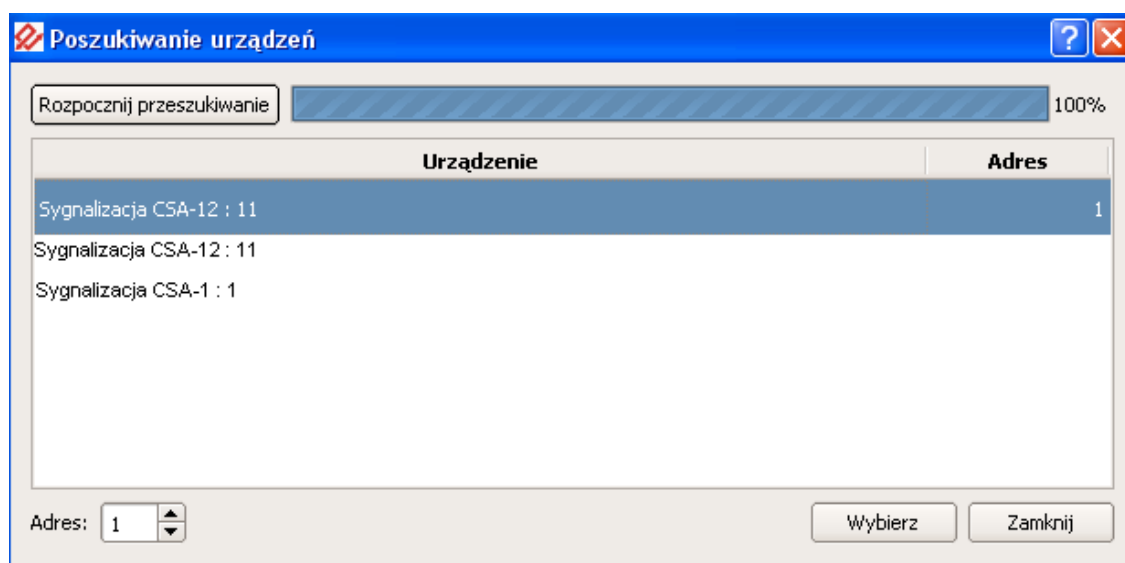 Poszukiwanie urządzeń
Rozpocznij przeszukiwanie 100%
Urządzenie Adres
Sygnalizacja CSA-12 : 11 1
Sygnalizacja CSA-12 : 11
Sygnalizacja CSA-1 : 1
Adres: 1 Wybierz Zamknij